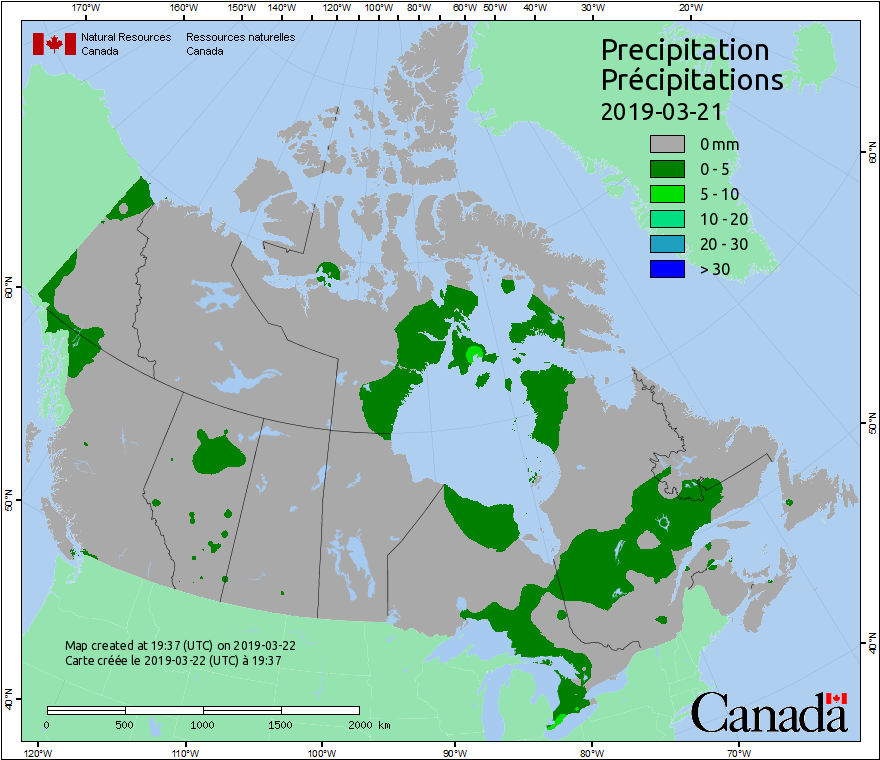 170°W 160°W 150°W 140°W 120°W 100°W 80°W 60°W 50°W 40°W 30°W 20°W
Natural Resources Ressources naturelles
Canada Canada
Precipitation
Précipitations
2019-03-21
0 mm
0 - 5
5 - 10
10 - 20
20 - 30
> 30
60°N 60°N
50°N 50°N
40°N 40°N
Map created at 19:37 (UTC) on 2019-03-22
Carte créée le 2019-03-22 (UTC) à 19:37
0 500 1000 1500 2000 km
Canada
120°W 110°W 100°W 90°W 80°W 70°W